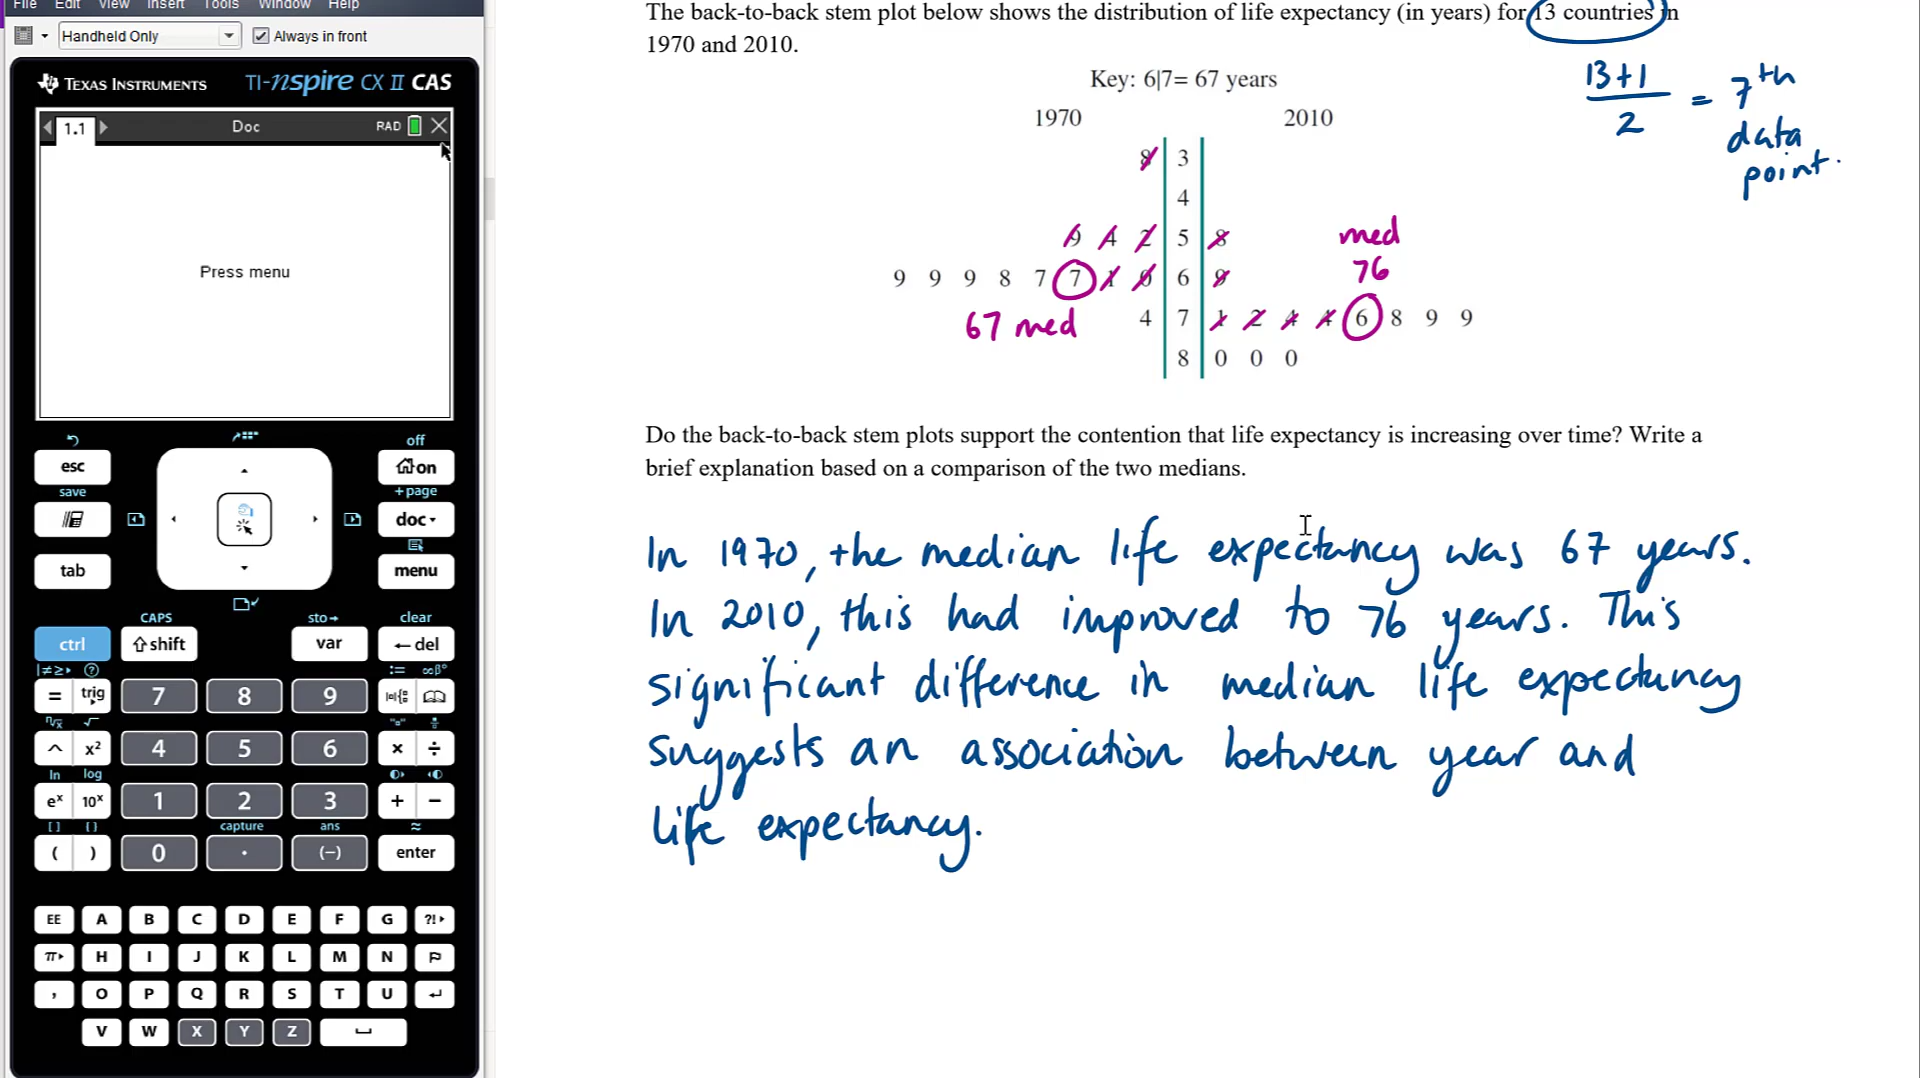 File Edit View Insert Tools Window Help
Handheld Only Always in front
TEXAS INSTRUMENTS TI-nspire CX II CAS
1.1 Doc RAD
Press menu
off
esc on
save + page
doc
tab menu
CAPS sto→ clear
ctrl shift var ←del
|≠≥▸ ? := ∞β°
= trig 7 8 9
ⁿ√x √ "▫"
^ x² 4 5 6 × ÷
ln log
eˣ 10ˣ 1 2 3 + −
[ ] { } capture ans ≈
( ) 0 . (−) enter
EE A B C D E F G ?!▸
π▸ H I J K L M N
, O P Q R S T U ↵
V W X Y Z
The back-to-back stem plot below shows the distribution of life expectancy (in years) for 13 countries in
1970 and 2010.
13+1
2
= 7th
data
point.
Key: 6|7= 67 years
1970 2010
8 3
4
9 4 2 5 8
9 9 9 8 7 7 1 0 6 9
4 7 1 2 4 4 6 8 9 9
8 0 0 0
67 med
med
76
Do the back-to-back stem plots support the contention that life expectancy is increasing over time? Write a
brief explanation based on a comparison of the two medians.
In 1970, the median life expectancy was 67 years.
In 2010, this had improved to 76 years. This
significant difference in median life expectancy
suggests an association between year and
life expectancy.